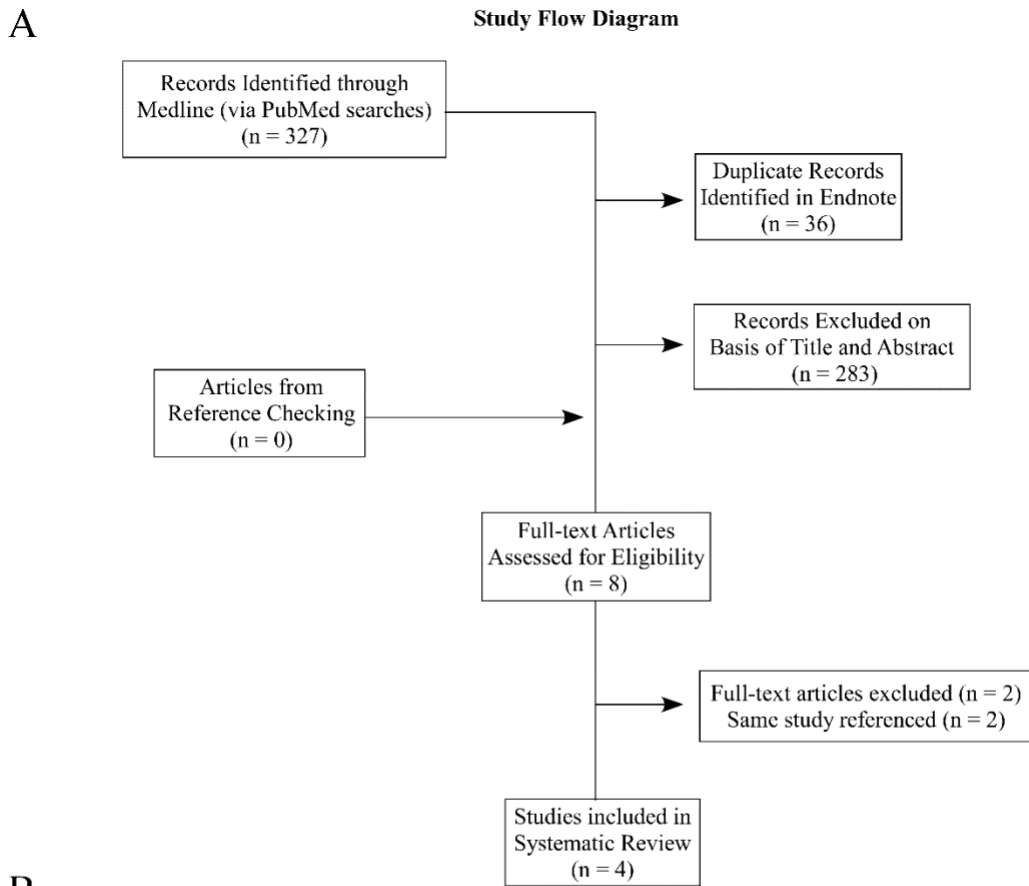 A
Study Flow Diagram
Records Identified through
Medline (via PubMed searches)
(n = 327)
Duplicate Records
Identified in Endnote
(n = 36)
Records Excluded on
Basis of Title and Abstract
(n = 283)
Articles from
Reference Checking
(n = 0)
Full-text Articles
Assessed for Eligibility
(n = 8)
Full-text articles excluded (n = 2)
Same study referenced (n = 2)
Studies included in
Systematic Review
(n = 4)